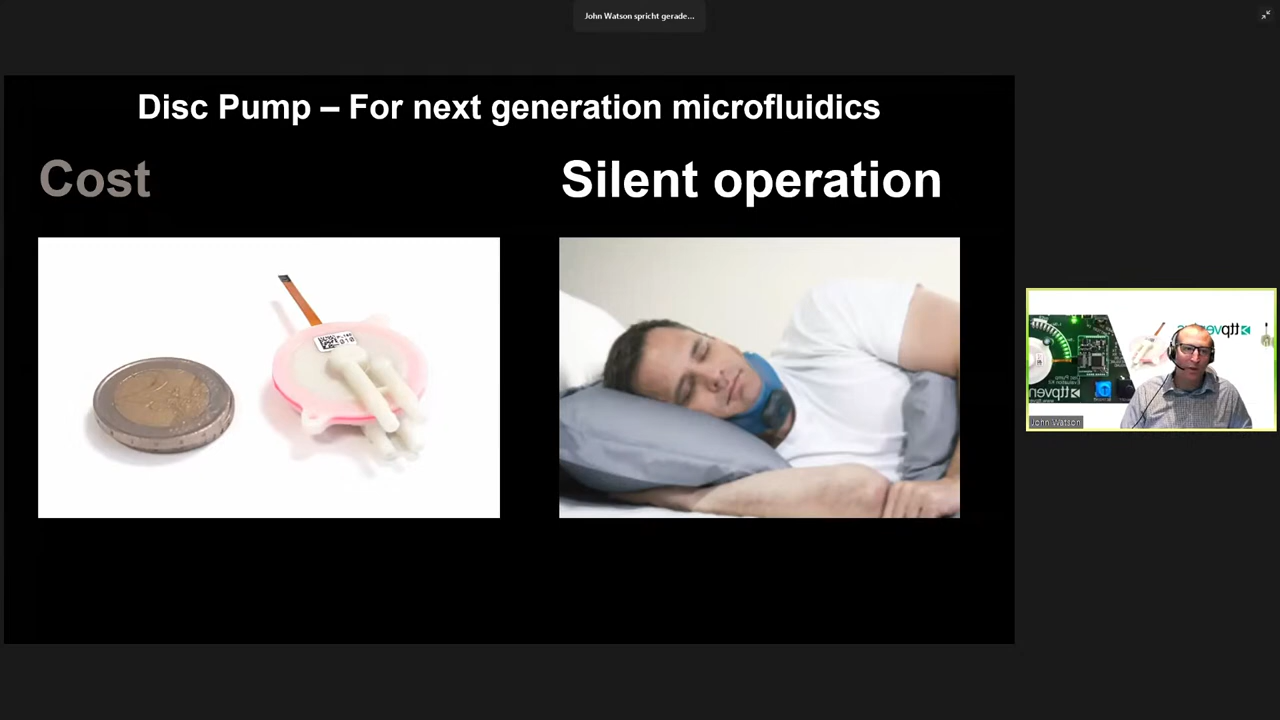 John Watson spricht gerade...
Disc Pump – For next generation microfluidics
Cost
Silent operation
John Watson